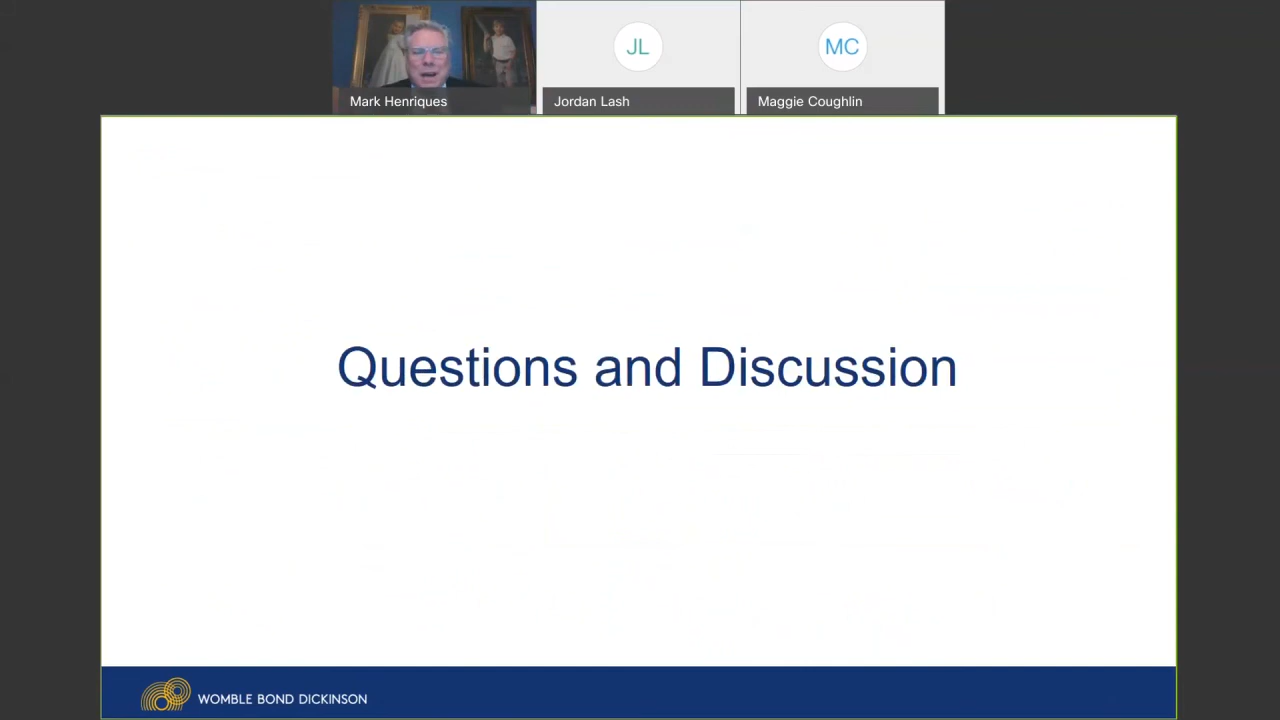 JL
MC
Mark Henriques
Jordan Lash
Maggie Coughlin
Questions and Discussion
WOMBLE BOND DICKINSON